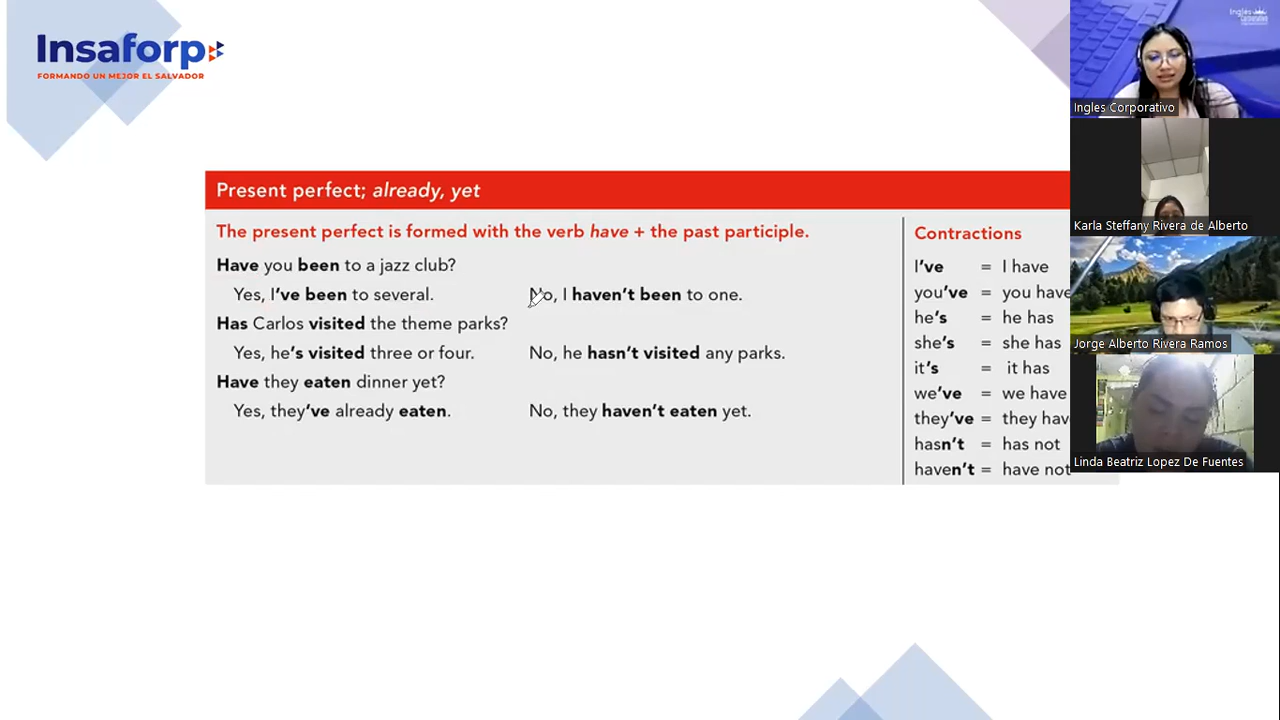 Insaforp
FORMANDO UN MEJOR EL SALVADOR
Present perfect; already, yet
The present perfect is formed with the verb have + the past participle.
Have you been to a jazz club?
Yes, I've been to several. No, I haven't been to one.
Has Carlos visited the theme parks?
Yes, he's visited three or four. No, he hasn't visited any parks.
Have they eaten dinner yet?
Yes, they've already eaten. No, they haven't eaten yet.
Contractions
I've = I have
you've = you have
he's = he has
she's = she has
it's = it has
we've = we have
they've = they hav
hasn't = has not
haven't = have not
Ingles Corporativo
Ingles Corporativo
Karla Steffany Rivera de Alberto
Jorge Alberto Rivera Ramos
Linda Beatriz Lopez De Fuentes